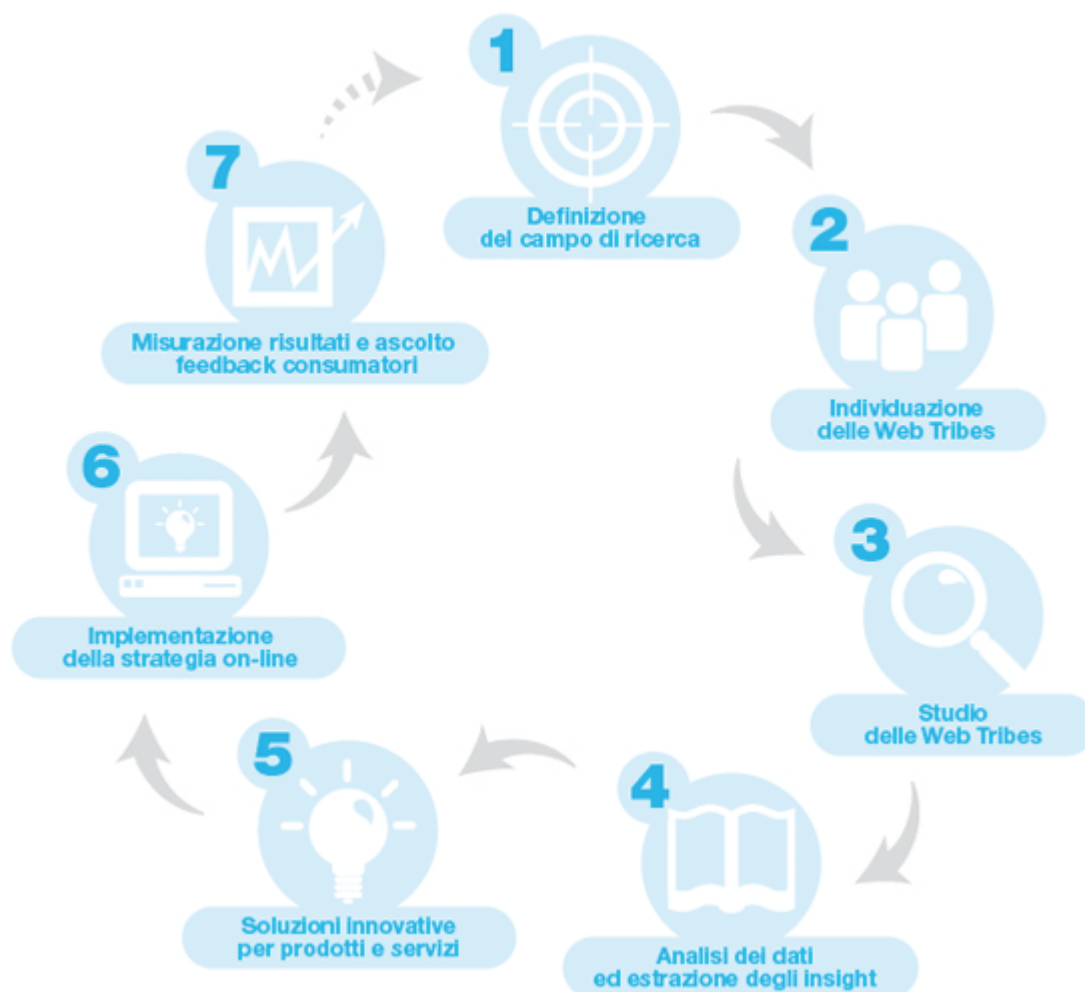 1
Definizione
del campo di ricerca
2
Individuazione
delle Web Tribes
3
Studio
delle Web Tribes
4
Analisi dei dati
ed estrazione degli insight
5
Soluzioni innovative
per prodotti e servizi
6
Implementazione
della strategia on-line
7
Misurazione risultati e ascolto
feedback consumatori